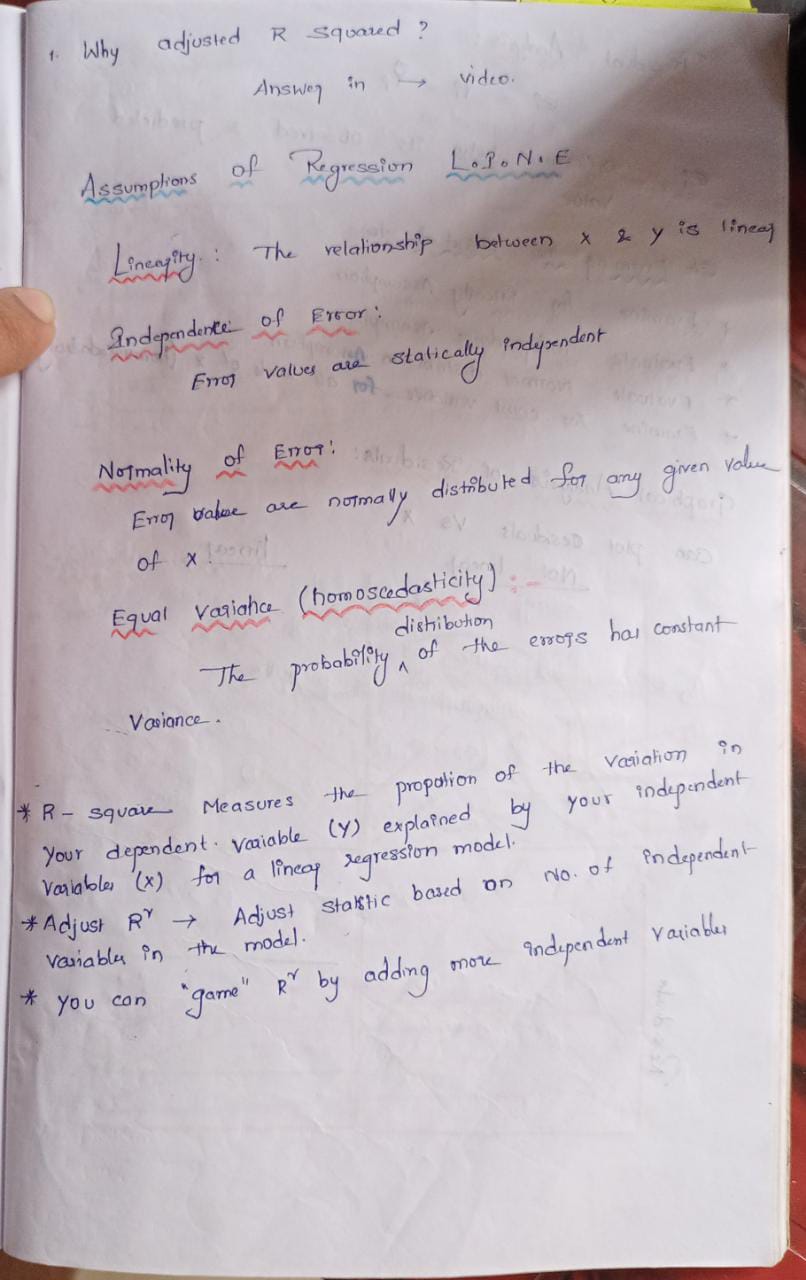 1. Why adjusted R squared ?
Answer in → video.
Assumptions of Regression L.I.N.E
Linearity : The relationship between x & y is linear
Independence of Error :
Error values are statically independent
Normality of Error :
Error value are normally distributed for any given value
of x.
Equal Variance (homoscedasticity) :-
distibution
The probability ^ of the errors has constant
Variance.
* R - square Measures the propotion of the variation in
your dependent variable (Y) explained by your independent
variables (x) for a linear regression model.
* Adjust R² → Adjust statstic based on No. of independent
variables in the model.
* you can "game" R² by adding more independent variables